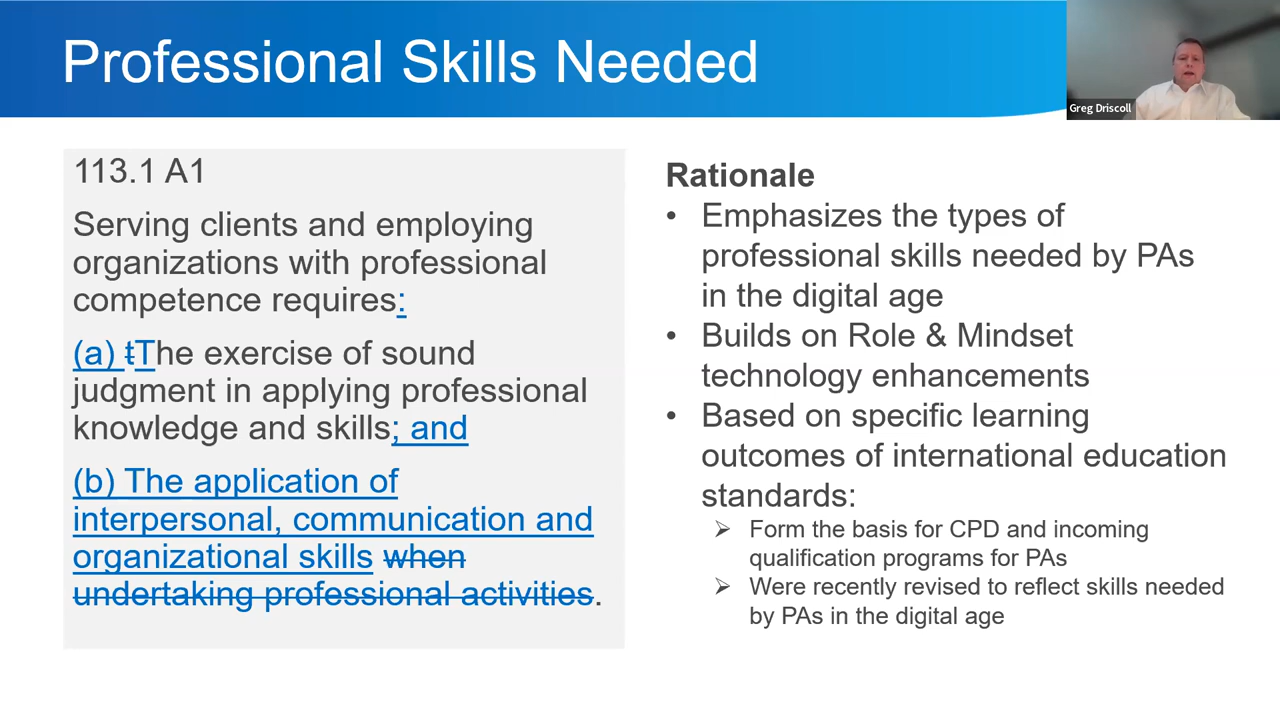 Professional Skills Needed
Greg Driscoll
113.1 A1
Serving clients and employing
organizations with professional
competence requires:
(a) tThe exercise of sound
judgment in applying professional
knowledge and skills; and
(b) The application of
interpersonal, communication and
organizational skills when
undertaking professional activities.
Rationale
• Emphasizes the types of
professional skills needed by PAs
in the digital age
• Builds on Role & Mindset
technology enhancements
• Based on specific learning
outcomes of international education
standards:
➢ Form the basis for CPD and incoming
qualification programs for PAs
➢ Were recently revised to reflect skills needed
by PAs in the digital age